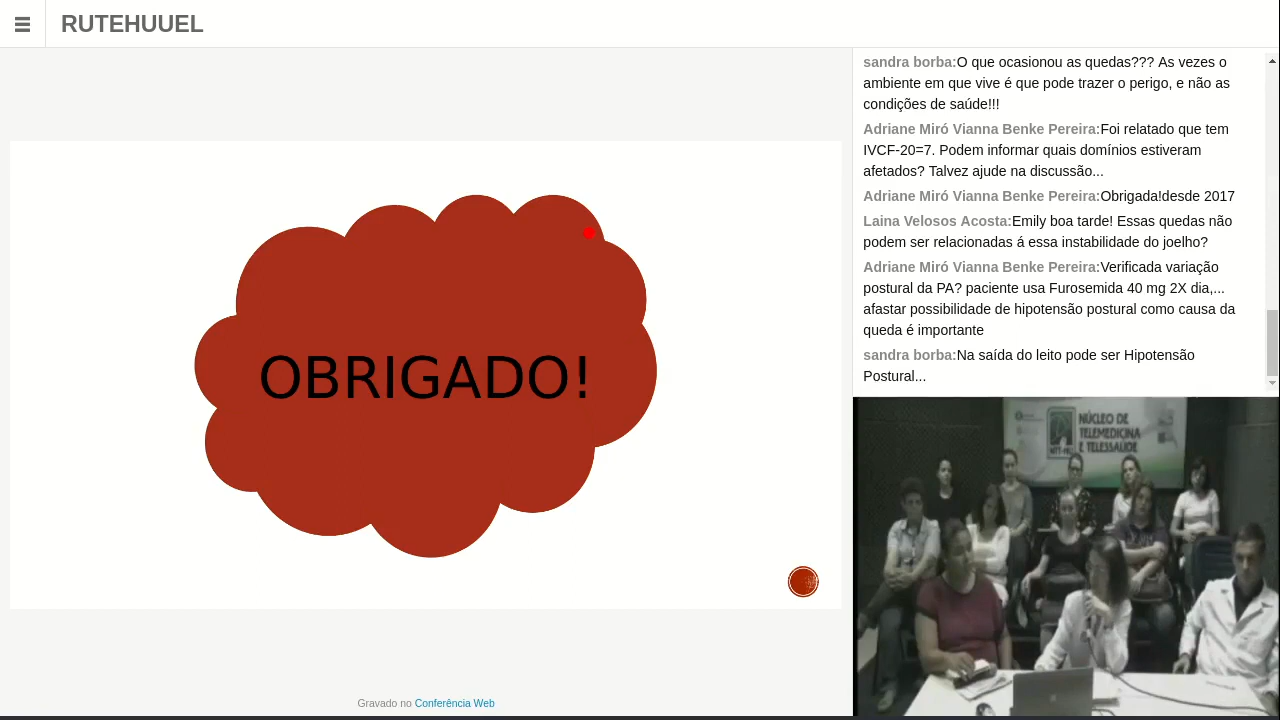 RUTEHUUEL
OBRIGADO!
Gravado no Conferência Web
sandra borba:O que ocasionou as quedas??? As vezes o
ambiente em que vive é que pode trazer o perigo, e não as
condições de saúde!!!
Adriane Miró Vianna Benke Pereira:Foi relatado que tem
IVCF-20=7. Podem informar quais domínios estiveram
afetados? Talvez ajude na discussão...
Adriane Miró Vianna Benke Pereira:Obrigada!desde 2017
Laina Velosos Acosta:Emily boa tarde! Essas quedas não
podem ser relacionadas á essa instabilidade do joelho?
Adriane Miró Vianna Benke Pereira:Verificada variação
postural da PA? paciente usa Furosemida 40 mg 2X dia,...
afastar possibilidade de hipotensão postural como causa da
queda é importante
sandra borba:Na saída do leito pode ser Hipotensão
Postural...
NÚCLEO DE
TELEMEDICINA
E TELESSAÚDE